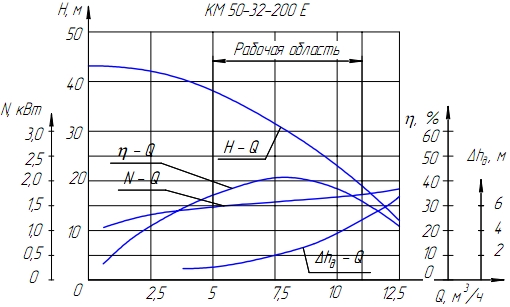 Н, м
КМ 50-32-200 Е
50
Рабочая область
40
N, кВт
η, %
3,0
30
η – Q
H – Q
60
2,5
50
Δhд, м
2,0
20
N – Q
40
1,5
30
6
1,0
10
20
4
0,5
Δhд – Q
10
2
0
0
0
2,5
5
7,5
10
12,5
Q, м³/ч